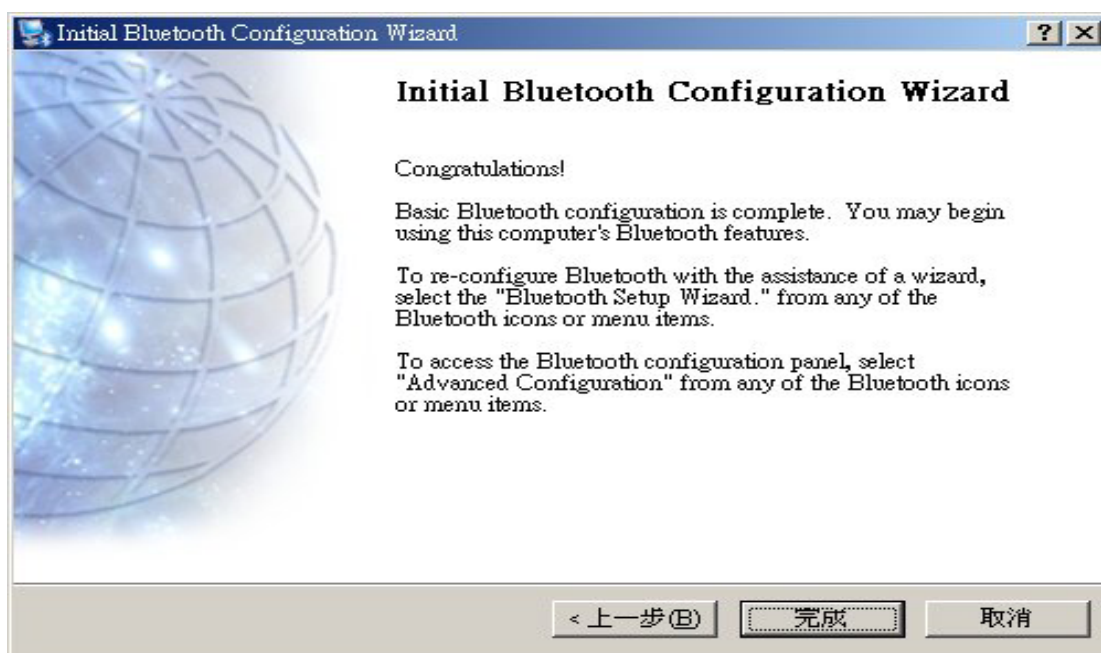 Initial Bluetooth Configuration Wizard
Initial Bluetooth Configuration Wizard
Congratulations!
Basic Bluetooth configuration is complete.  You may begin
using this computer's Bluetooth features.
To re-configure Bluetooth with the assistance of a wizard,
select the "Bluetooth Setup Wizard." from any of the
Bluetooth icons or menu items.
To access the Bluetooth configuration panel, select
"Advanced Configuration" from any of the Bluetooth icons
or menu items.
<上一步(B) 完成 取消